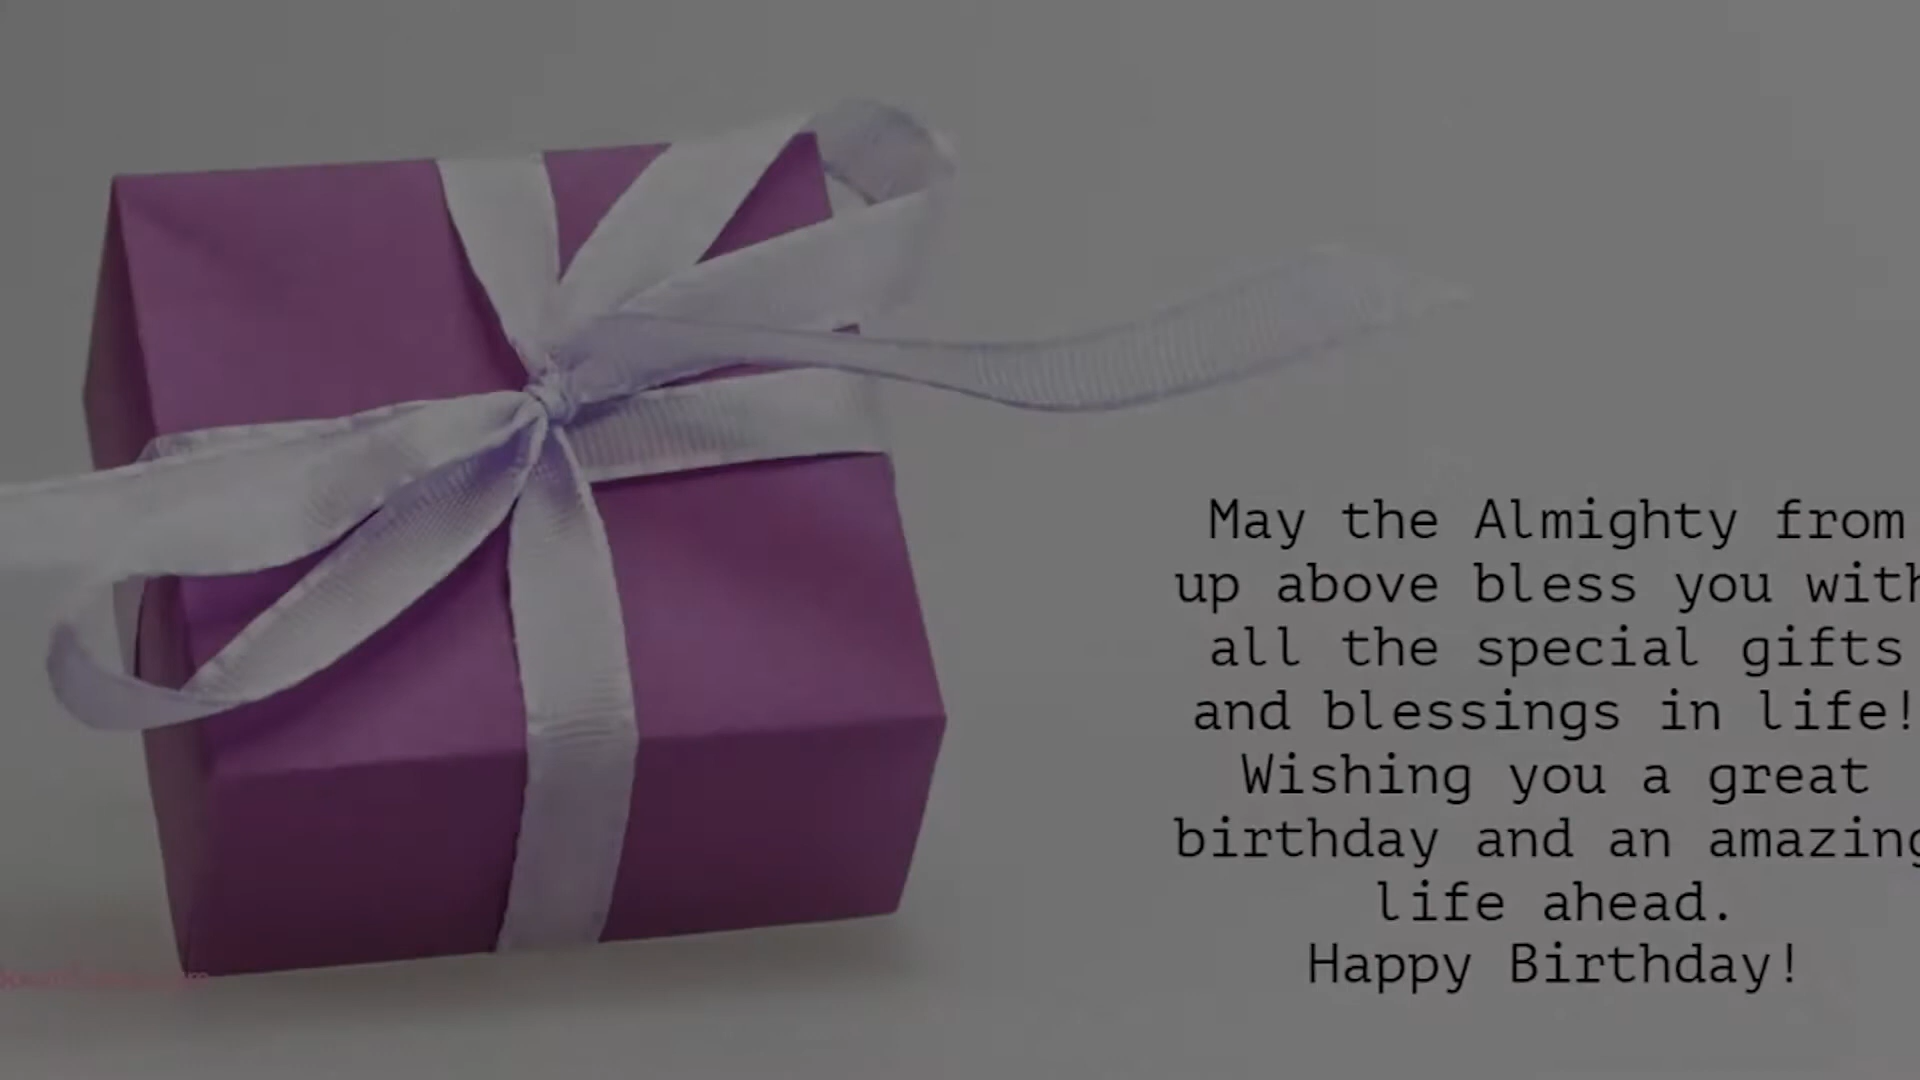 May the Almighty from
up above bless you with
all the special gifts
and blessings in life!
Wishing you a great
birthday and an amazing
life ahead.
Happy Birthday!